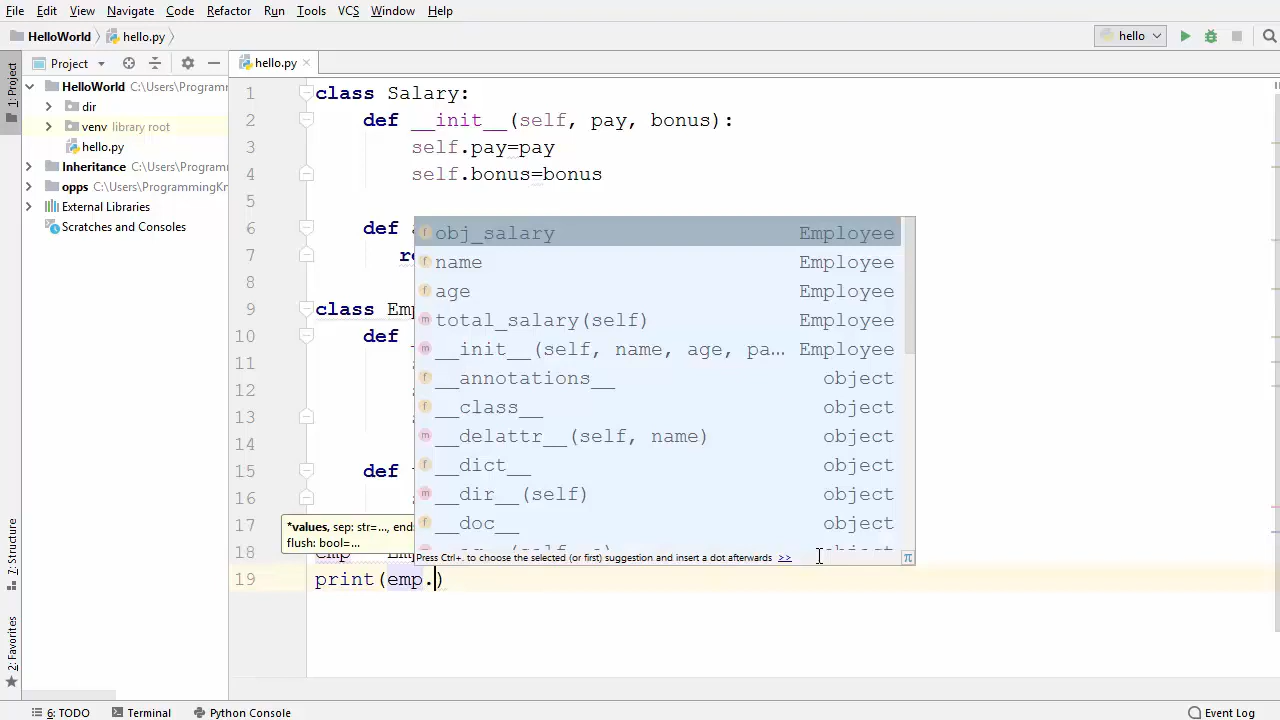 File Edit View Navigate Code Refactor Run Tools VCS Window Help
HelloWorld hello.py hello
1: Project
Project hello.py
HelloWorld C:\Users\Programm
dir
venv library root
hello.py
Inheritance C:\Users\Programm
opps C:\Users\ProgrammingKn
External Libraries
Scratches and Consoles
1 class Salary:
2 def __init__(self, pay, bonus):
3 self.pay=pay
4 self.bonus=bonus
5
6 def
7 re
8
9 class Emp
10 def
11
12
13
14
15 def
16
17
18
19 print(emp.)
obj_salary Employee
name Employee
age Employee
total_salary(self) Employee
__init__(self, name, age, pa... Employee
__annotations__ object
__class__ object
__delattr__(self, name) object
__dict__ object
__dir__(self) object
__doc__ object
Press Ctrl+. to choose the selected (or first) suggestion and insert a dot afterwards >> π
*values, sep: str=..., end:
flush: bool=...
7: Structure
2: Favorites
6: TODO Terminal Python Console Event Log